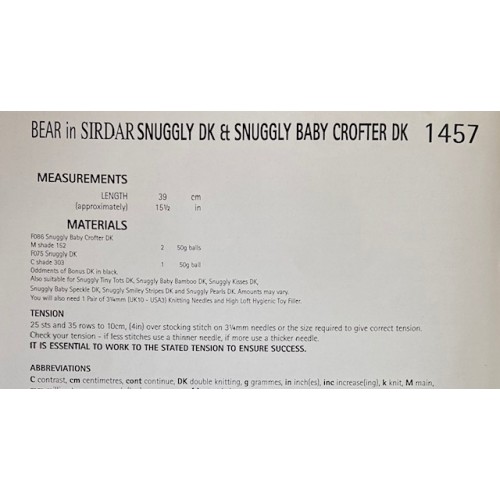 BEAR in SIRDAR SNUGGLY DK & SNUGGLY BABY CROFTER DK 1457
MEASUREMENTS
LENGTH 39 cm
(approximately) 15½ in
MATERIALS
F086 Snuggly Baby Crofter DK
M shade 152 2 50g balls
F075 Snuggly DK
C shade 303 1 50g ball
Oddments of Bonus DK in black.
Also suitable for Snuggly Tiny Tots DK, Snuggly Baby Bamboo DK, Snuggly Kisses DK,
Snuggly Baby Speckle DK, Snuggly Smiley Stripes DK and Snuggly Pearls DK. Amounts may vary.
You will also need 1 Pair of 3¼mm (UK10 - USA3) Knitting Needles and High Loft Hygienic Toy Filler.
TENSION
25 sts and 35 rows to 10cm, (4in) over stocking stitch on 3¼mm needles or the size required to give correct tension.
Check your tension - if less stitches use a thinner needle, if more use a thicker needle.
IT IS ESSENTIAL TO WORK TO THE STATED TENSION TO ENSURE SUCCESS.
ABBREVIATIONS
C contrast, cm centimetres, cont continue, DK double knitting, g grammes, in inch(es), inc increase(ing), k knit, M main,